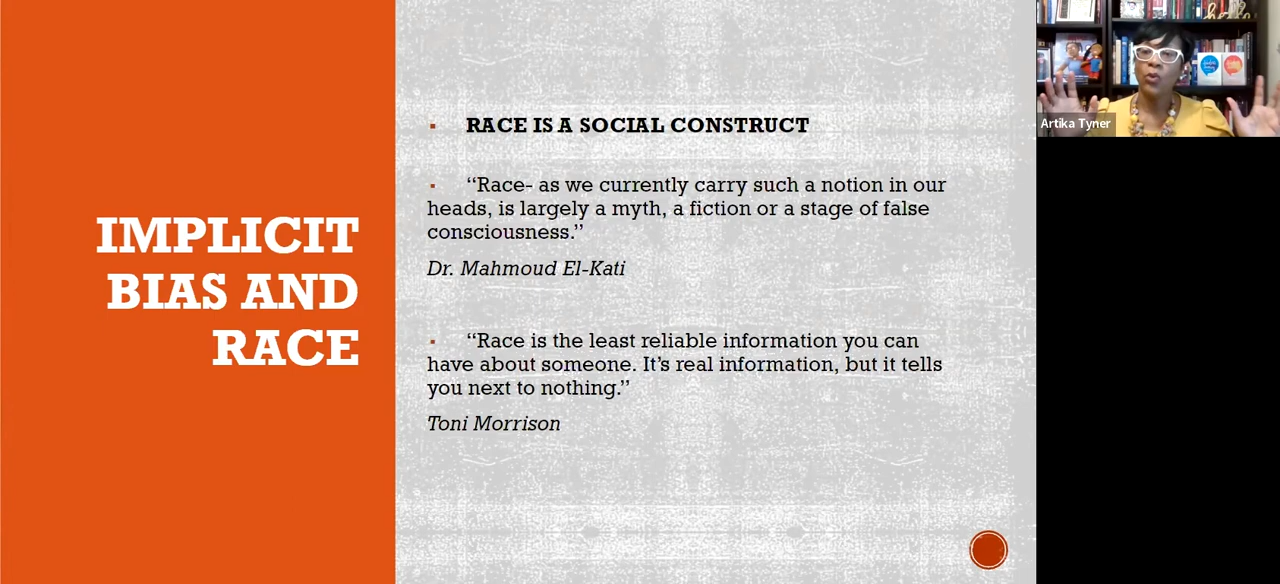 IMPLICIT
BIAS AND
RACE
RACE IS A SOCIAL CONSTRUCT
“Race- as we currently carry such a notion in our
heads, is largely a myth, a fiction or a stage of false
consciousness.”
Dr. Mahmoud El-Kati
“Race is the least reliable information you can
have about someone. It’s real information, but it tells
you next to nothing.”
Toni Morrison
Artika Tyner